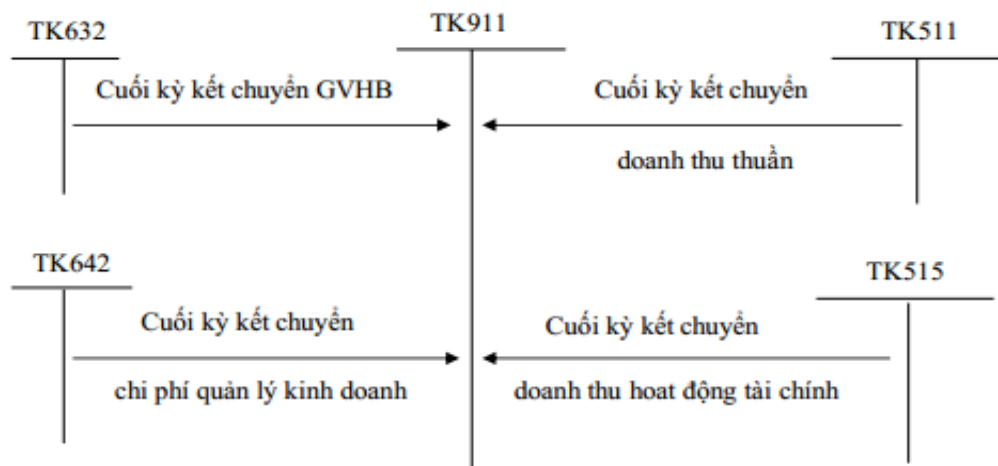 TK632
TK911
TK511
Cuối kỳ kết chuyển GVHB
Cuối kỳ kết chuyển
doanh thu thuần
TK642
TK515
Cuối kỳ kết chuyển
Cuối kỳ kết chuyển
chi phí quản lý kinh doanh
doanh thu hoat động tài chính